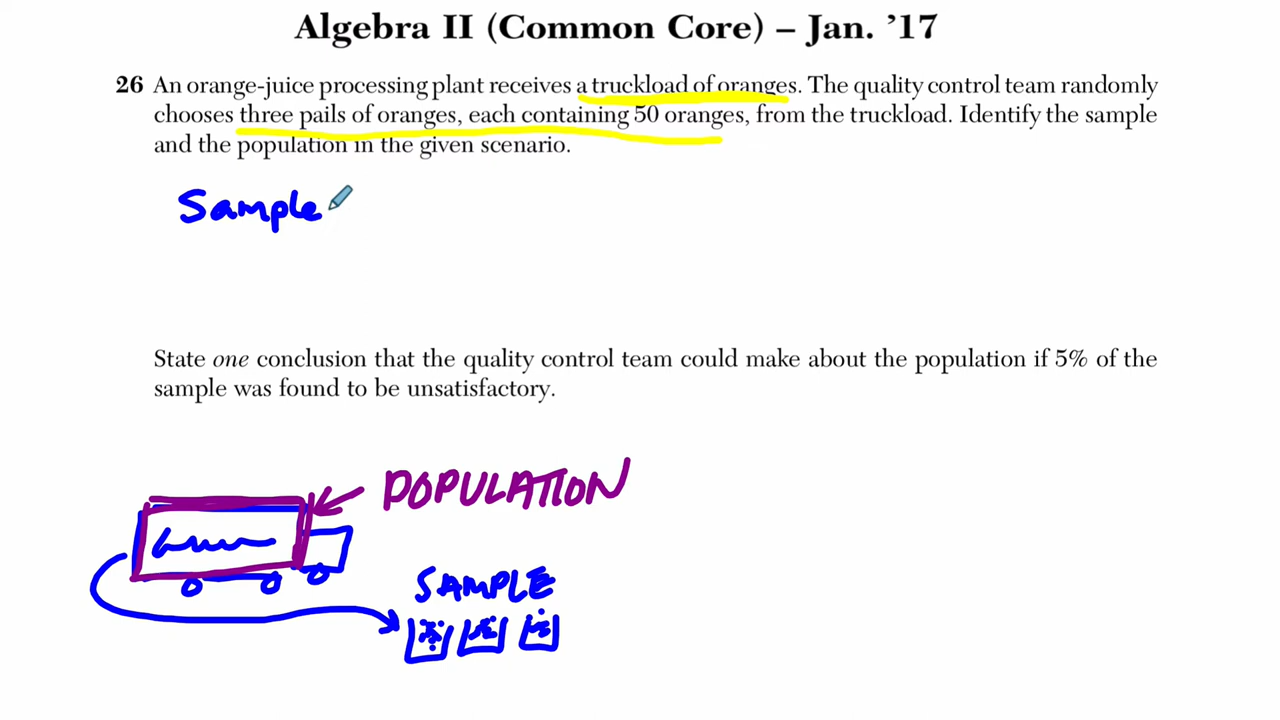 Algebra II (Common Core) – Jan. ’17
26 An orange-juice processing plant receives a truckload of oranges. The quality control team randomly
chooses three pails of oranges, each containing 50 oranges, from the truckload. Identify the sample
and the population in the given scenario.
Sample
State one conclusion that the quality control team could make about the population if 5% of the
sample was found to be unsatisfactory.
POPULATION
SAMPLE